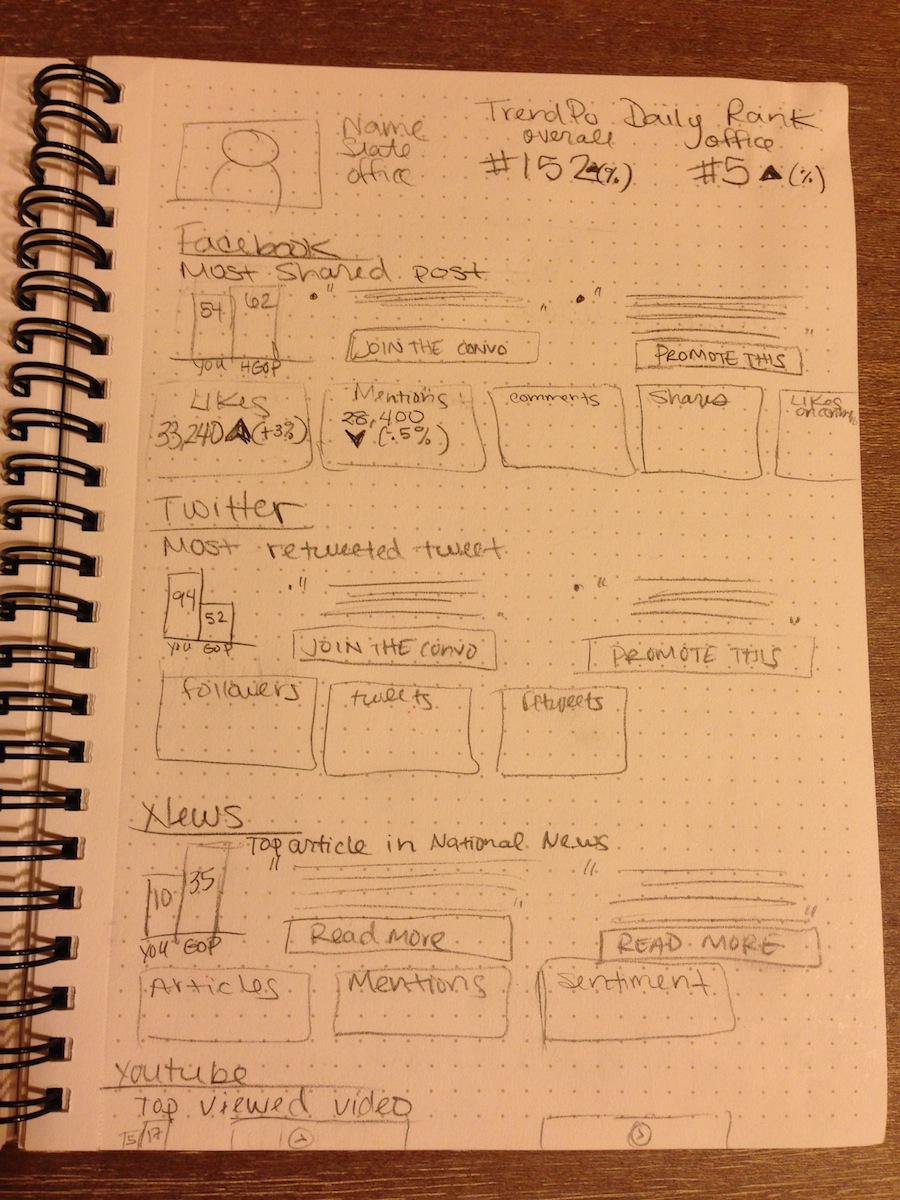 Name
State
office
TrendPo Daily Rank
overall office
#152▲(%) #5 ▲(%)
Facebook
Most shared post
54 62
YOU HGOP
" "
JOIN THE CONVO
" "
PROMOTE THIS
Likes
33,240▲(+3%)
Mentions
28,400
▼ (-.5%)
comments
Shares
LIKES
Twitter
Most retweeted tweet
94 52
YOU GOP
" "
JOIN THE CONVO
" "
PROMOTE THIS
followers
tweets
Retweets
News
Top article in National News
10 35
YOU GOP
" "
Read more
" "
READ MORE
Articles
Mentions
Sentiment
Youtube
Top viewed video
15 17